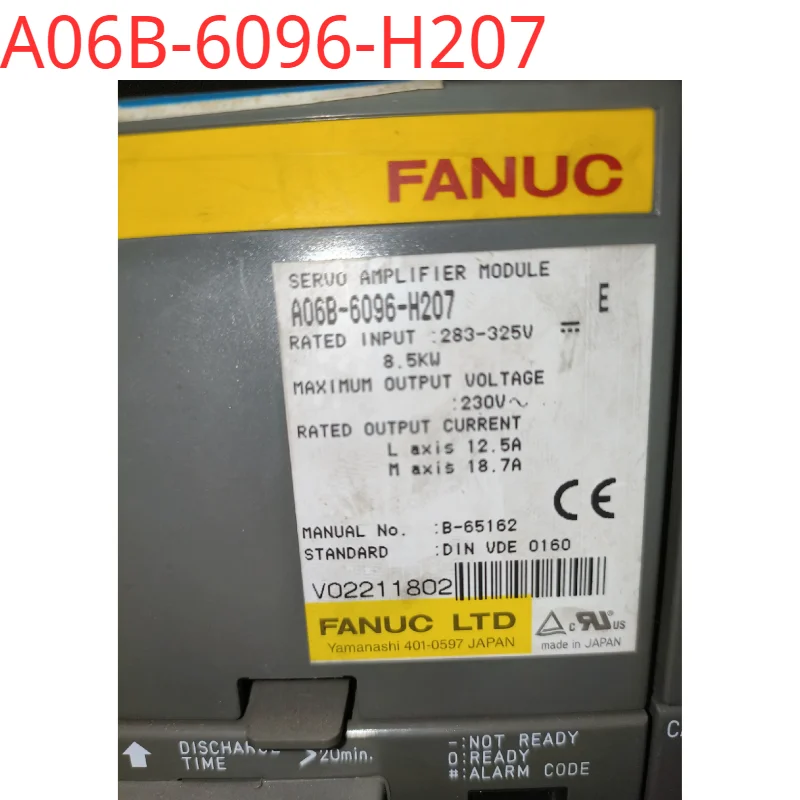 A06B-6096-H207
FANUC
SERVO AMPLIFIER MODULE
A06B-6096-H207 E
RATED INPUT :283-325V
8.5KW
MAXIMUM OUTPUT VOLTAGE
:230V~
RATED OUTPUT CURRENT
L axis 12.5A
M axis 18.7A
CE
MANUAL No. :B-65162
STANDARD :DIN VDE 0160
V02211802
FANUC LTD
Yamanashi 401-0597 JAPAN
c RU us
made in JAPAN
TIME >20min.
-:NOT READY
0:READY
#:ALARM CODE